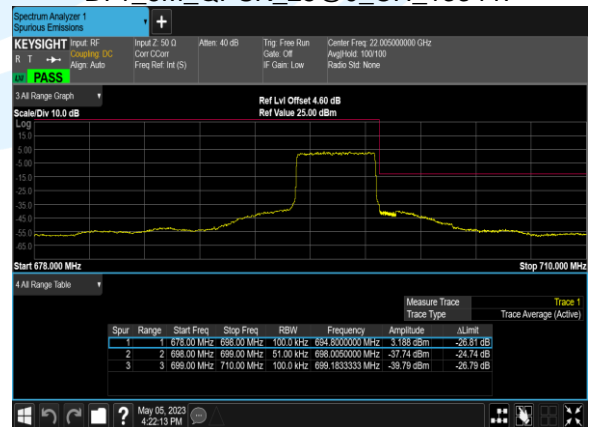 Spectrum Analyzer 1
Spurious Emissions
KEYSIGHT Input: RF Input Z: 50 Ω Atten: 40 dB Trig: Free Run Center Freq: 22.005000000 GHz
R T Coupling: DC Corr CCorr Gate: Off Avg|Hold: 100/100
Align: Auto Freq Ref: Int (S) IF Gain: Low Radio Std: None
LV PASS
3 All Range Graph
Ref Lvl Offset 4.60 dB
Scale/Div 10.0 dB Ref Value 25.00 dBm
Log
15.0
5.00
-5.00
-15.0
-25.0
-35.0
-45.0
-55.0
-65.0
Start 678.000 MHz Stop 710.000 MHz
4 All Range Table
Measure Trace Trace 1
Trace Type Trace Average (Active)
Spur Range Start Freq Stop Freq RBW Frequency Amplitude ΔLimit
1 1 678.00 MHz 698.00 MHz 100.0 kHz 694.8000000 MHz 3.188 dBm -26.81 dB
2 2 698.00 MHz 699.00 MHz 51.00 kHz 698.0050000 MHz -37.74 dBm -24.74 dB
3 3 699.00 MHz 710.00 MHz 100.0 kHz 699.1833333 MHz -39.79 dBm -26.79 dB
? May 05, 2023
4:22:13 PM